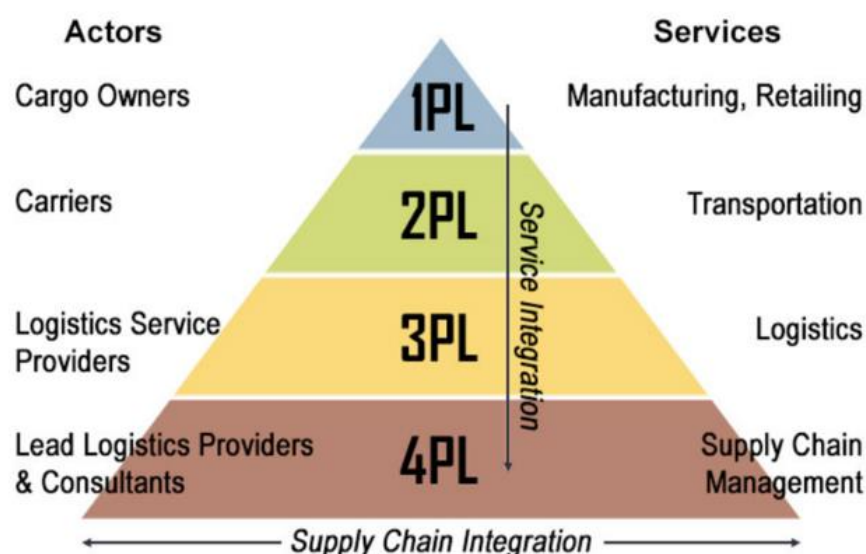 Actors
Services
Cargo Owners
1PL
Manufacturing, Retailing
Carriers
2PL
Transportation
Service Integration
Logistics Service
Providers
3PL
Logistics
Lead Logistics Providers
& Consultants
4PL
Supply Chain
Management
Supply Chain Integration